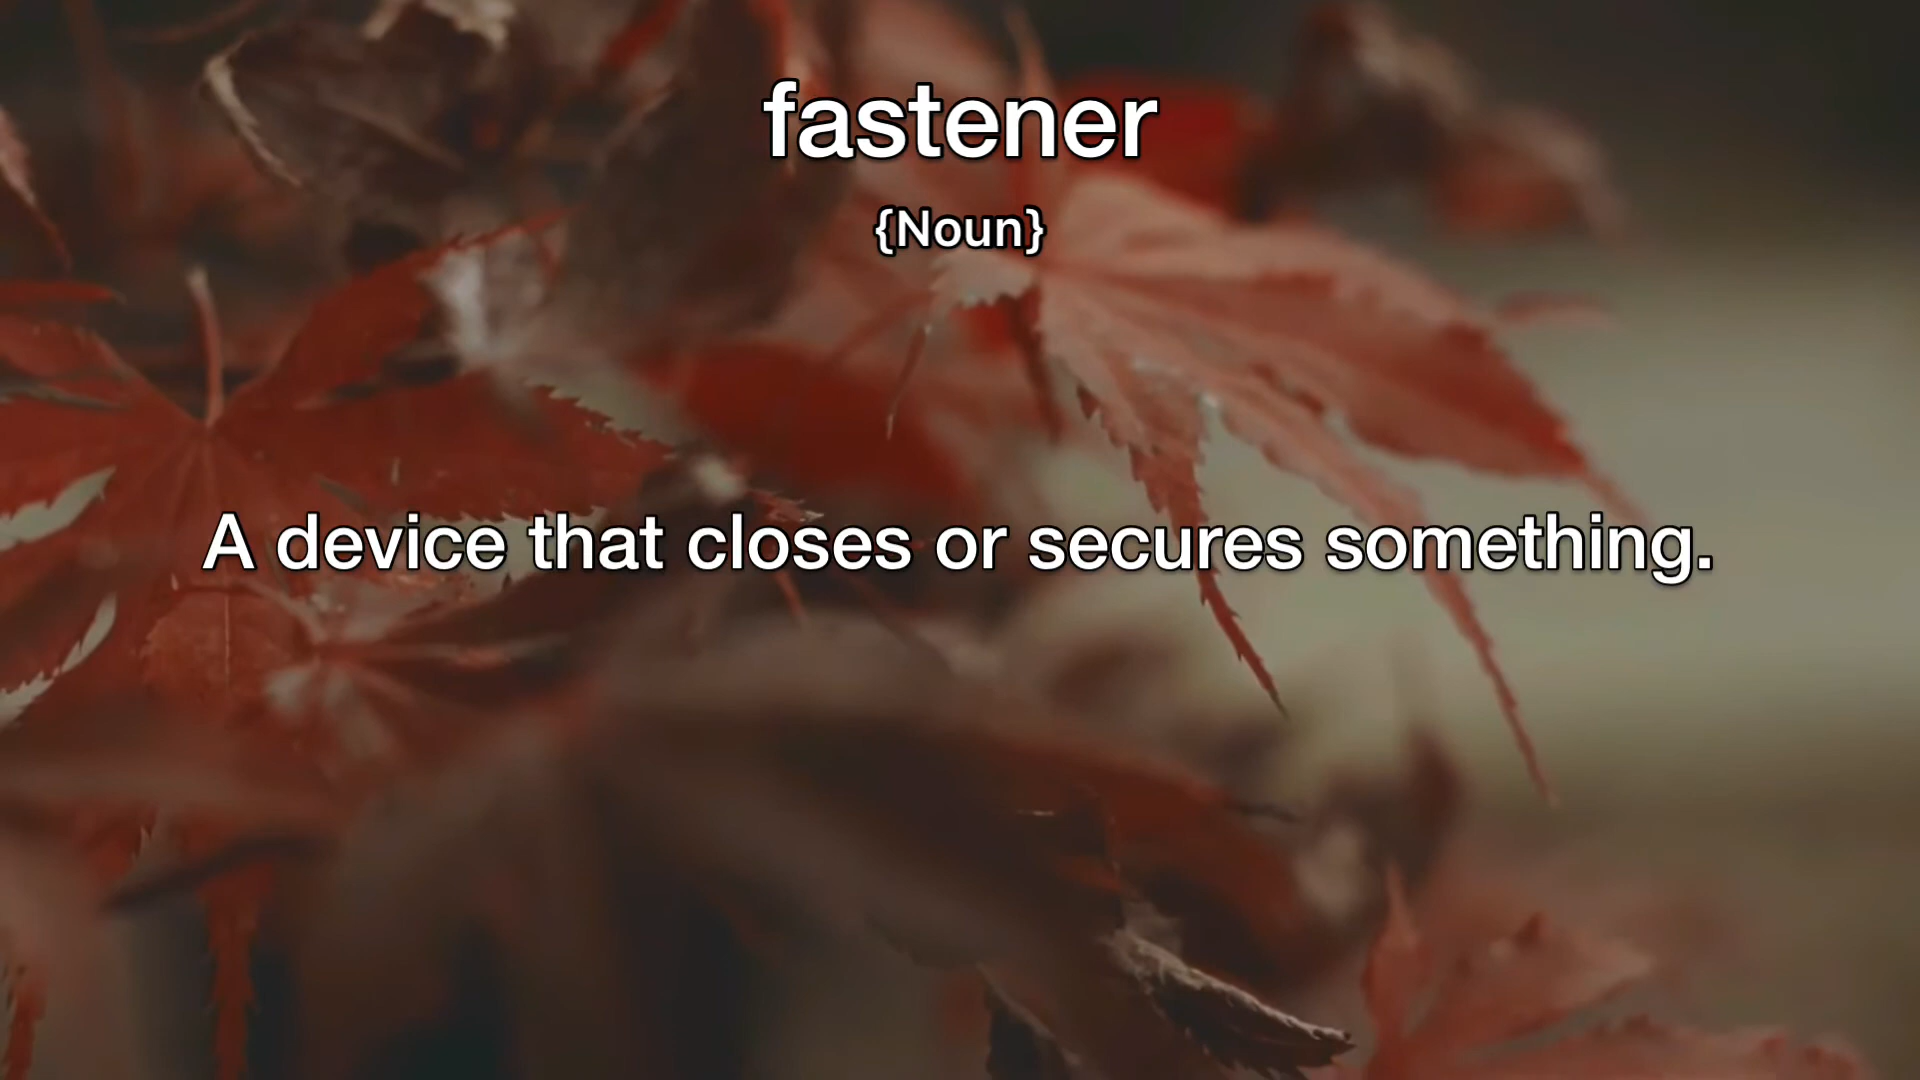 fastener
{Noun}
A device that closes or secures something.